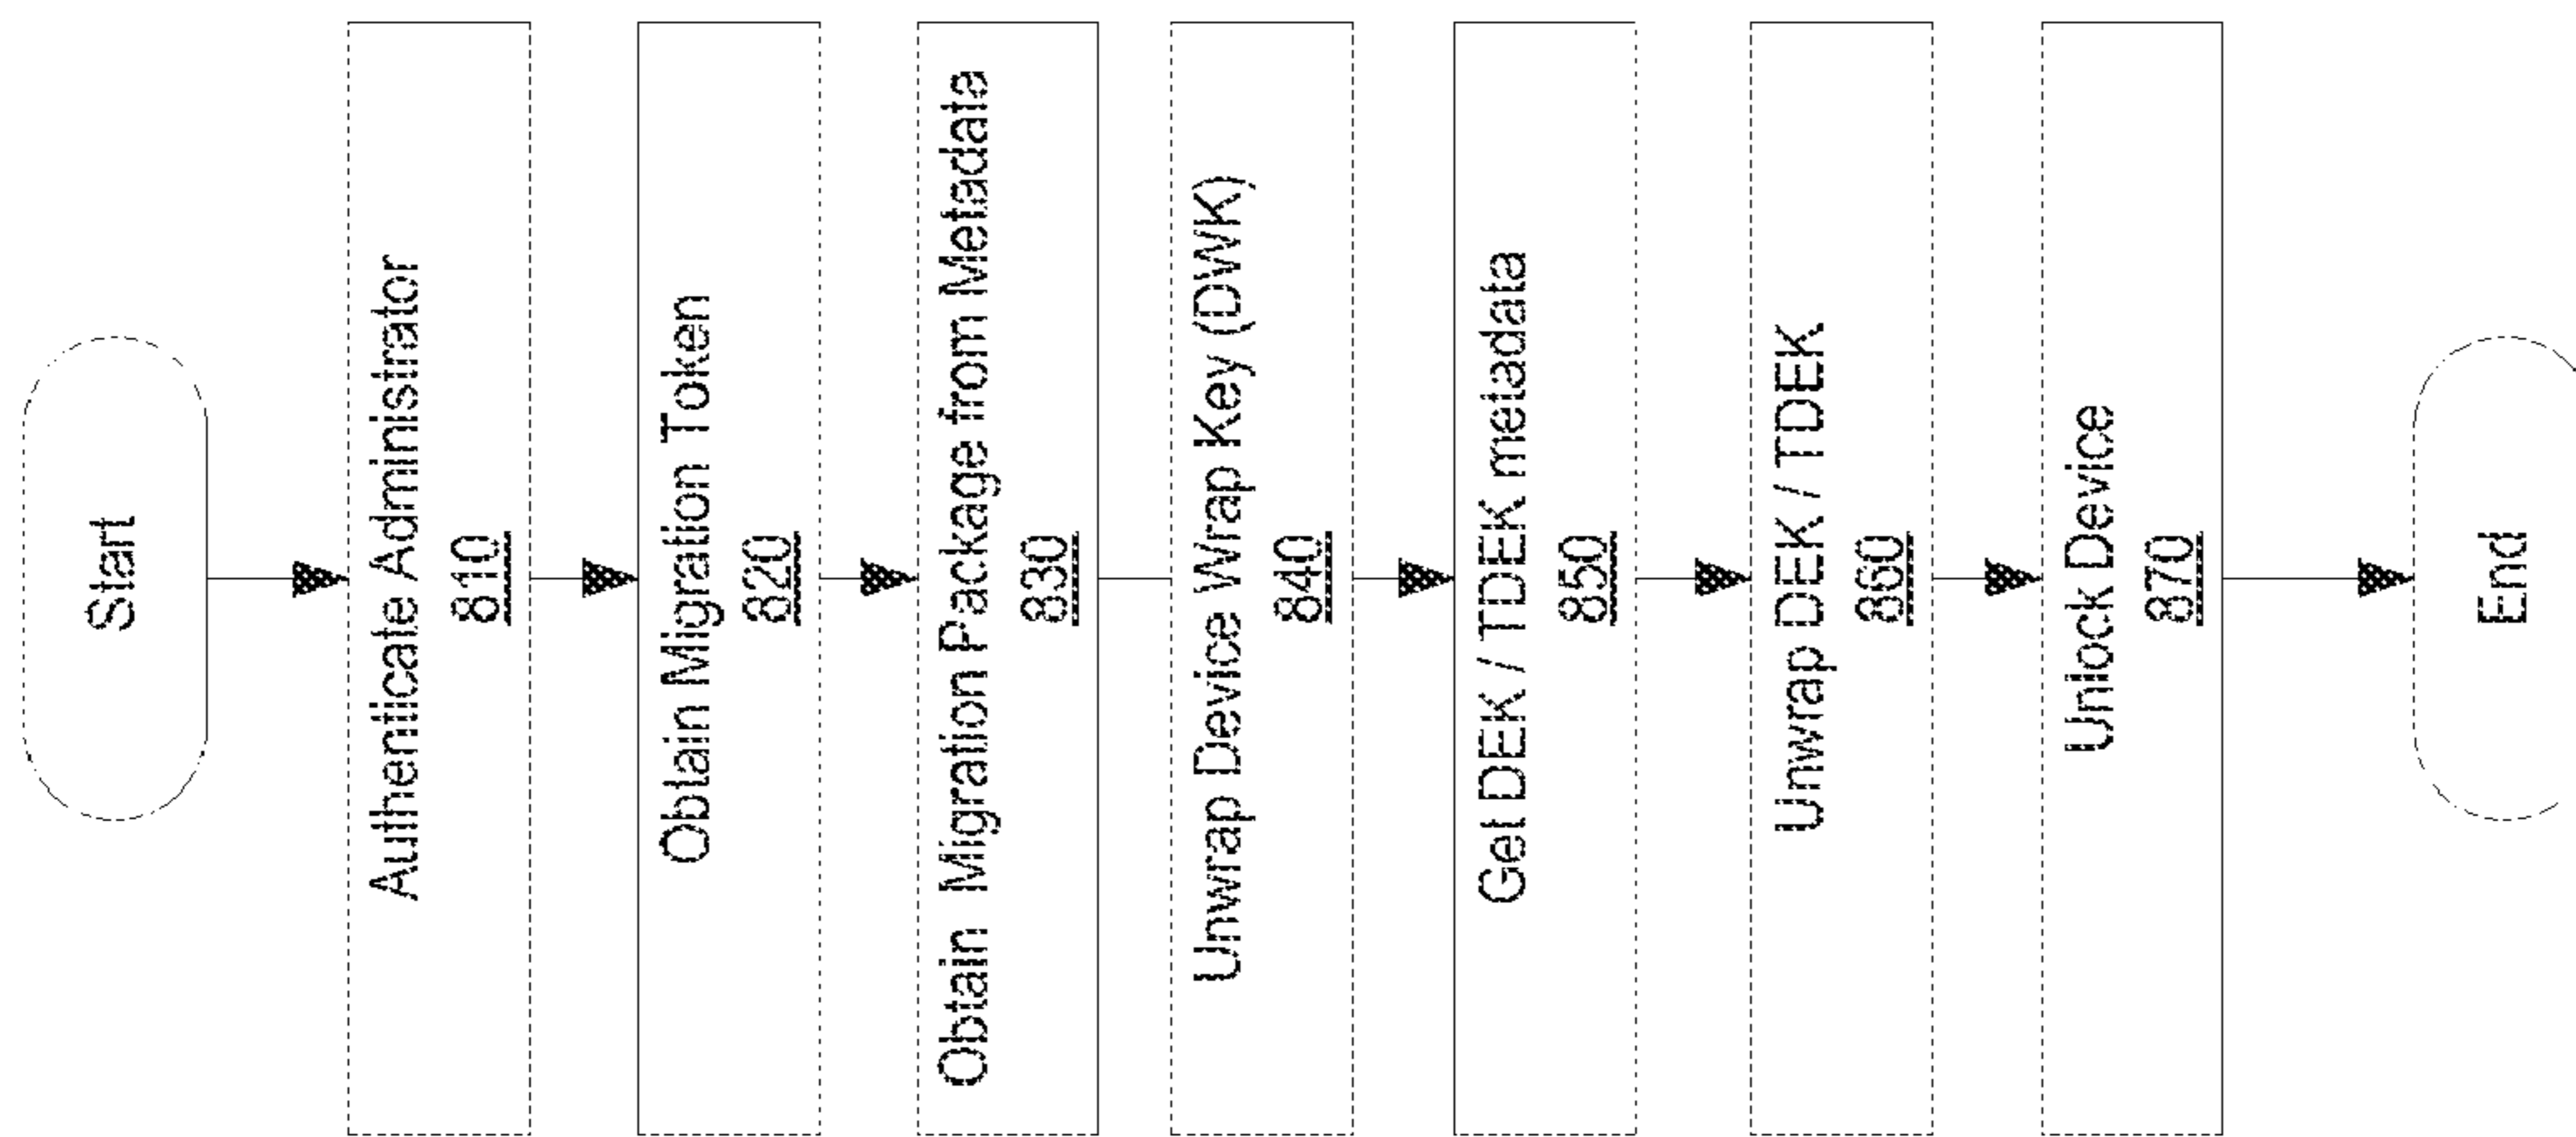 Start
Authenticate Administrator
810
Obtain Migration Token
820
Obtain Migration Package from Metadata
830
Unwrap Device Wrap Key (DWK)
840
Get DEK / TDEK metadata
850
Unwrap DEK / TDEK
860
Unlock Device
870
End